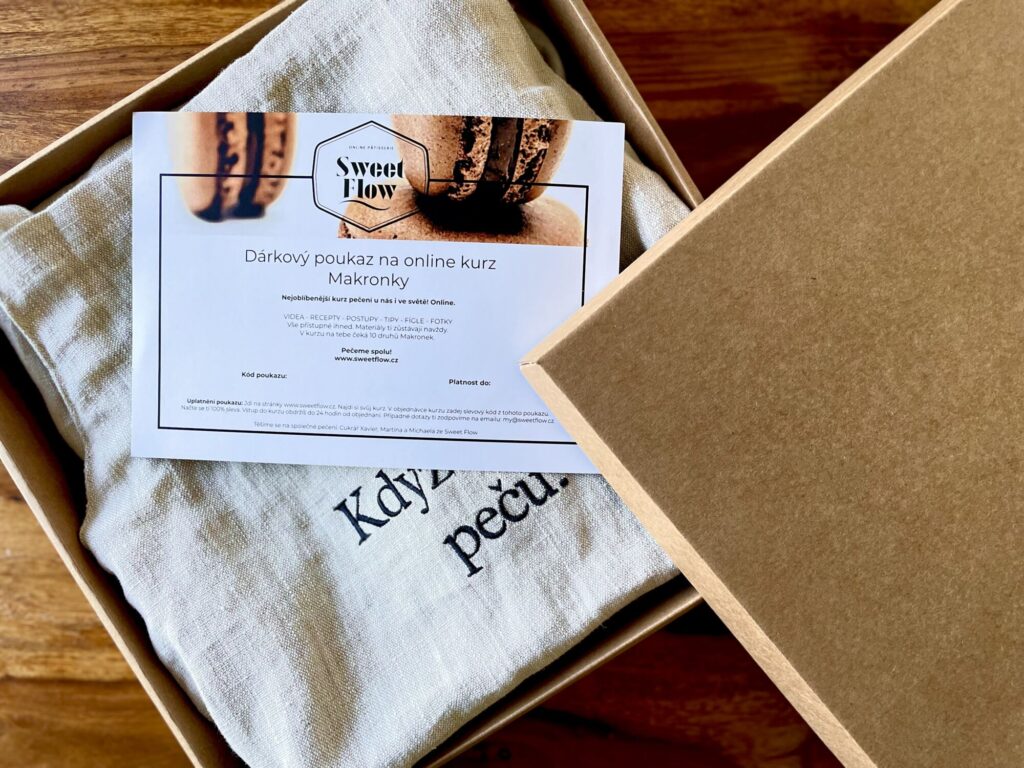 ONLINE PÂTISSERIE
Sweet
Flow
Dárkový poukaz na online kurz
Makronky
Nejoblíbenější kurz pečení u nás i ve světě! Online.
VIDEA - RECEPTY - POSTUPY - TIPY - FÍGLE - FOTKY
Vše přístupné ihned. Materiály ti zůstávají navždy.
V kurzu na tebe čeká 10 druhů Makronek.
Pečeme spolu!
www.sweetflow.cz
Kód poukazu:
Platnost do:
Uplatnění poukazu: Jdi na stránky www.sweetflow.cz. Najdi si svůj kurz. V objednávce kurzu zadej slevový kód z tohoto poukazu.
Načte se ti 100% sleva. Vstup do kurzu obdržíš do 24 hodin od objednání. Případné dotazy ti zodpovíme na emailu: my@sweetflow.cz
Těšíme se na společné pečení. Cukrář Xavier, Martina a Michaela ze Sweet Flow
Když
peču.